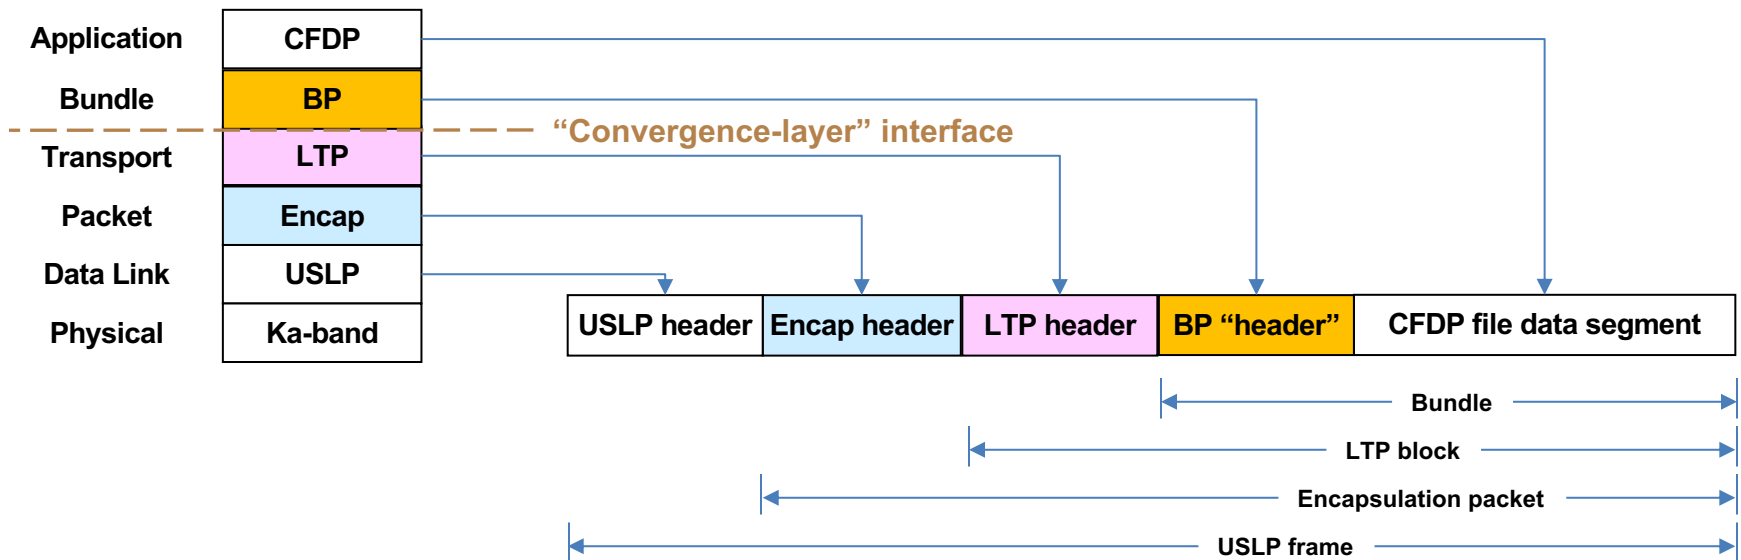 Application CFDP
Bundle BP
“Convergence-layer” interface
Transport LTP
Packet Encap
Data Link USLP
Physical Ka-band
USLP header Encap header LTP header BP “header” CFDP file data segment
Bundle
LTP block
Encapsulation packet
USLP frame